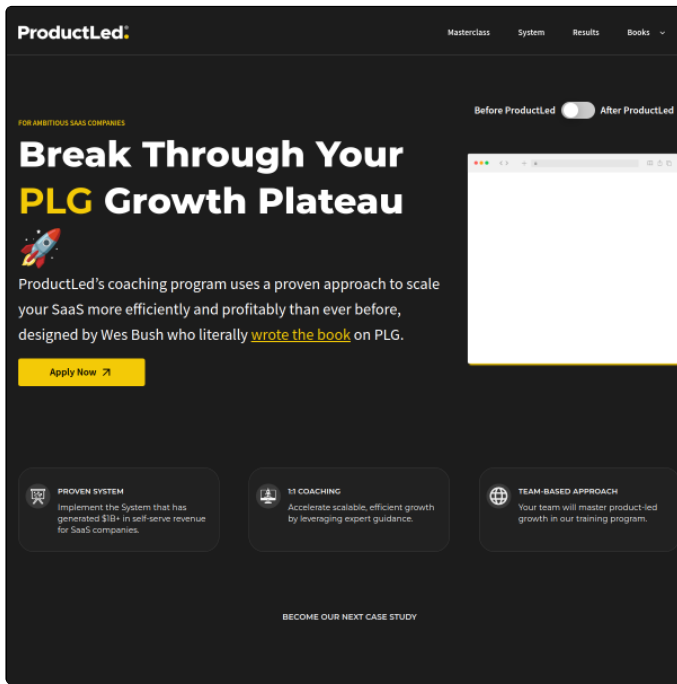 ProductLed:
Masterclass System Results Books
Before ProductLed After ProductLed
FOR AMBITIOUS SAAS COMPANIES
Break Through Your
PLG Growth Plateau
🚀
ProductLed's coaching program uses a proven approach to scale
your SaaS more efficiently and profitably than ever before,
designed by Wes Bush who literally wrote the book on PLG.
Apply Now
PROVEN SYSTEM
Implement the System that has
generated $1B+ in self-serve revenue
for SaaS companies.
1:1 COACHING
Accelerate scalable, efficient growth
by leveraging expert guidance.
TEAM-BASED APPROACH
Your team will master product-led
growth in our training program.
BECOME OUR NEXT CASE STUDY